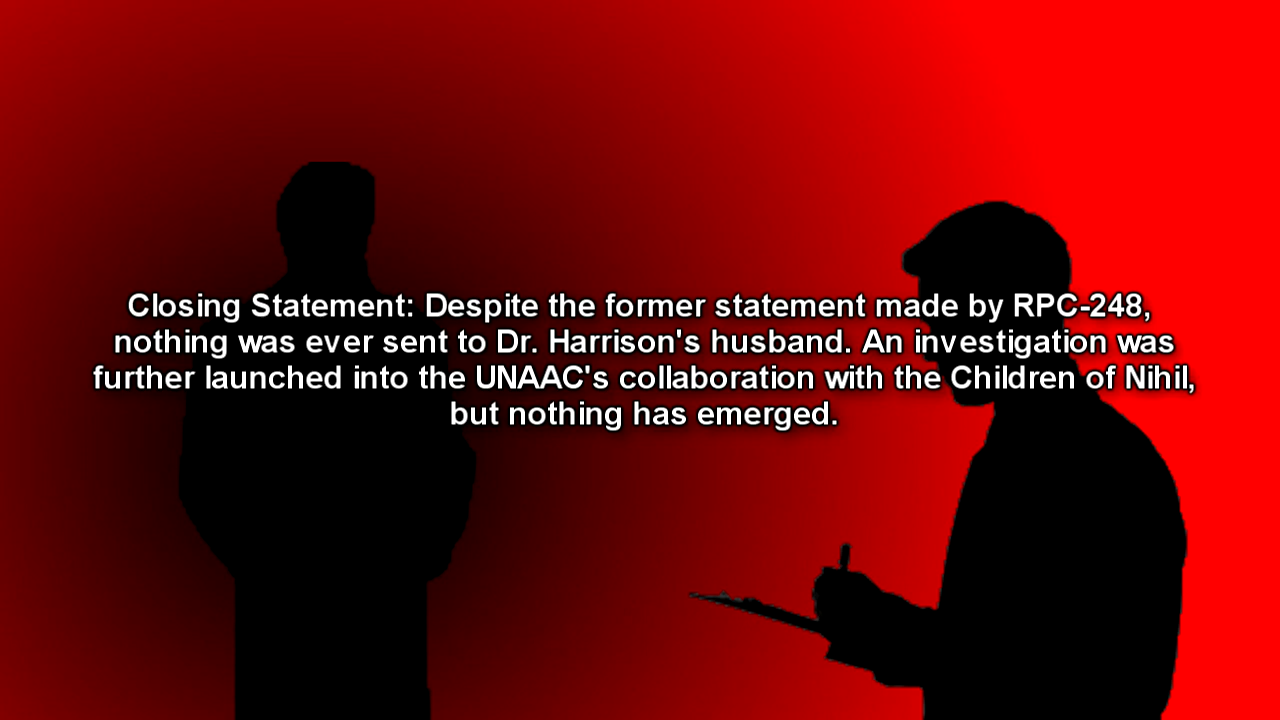 Closing Statement: Despite the former statement made by RPC-248,
nothing was ever sent to Dr. Harrison's husband. An investigation was
further launched into the UNAAC's collaboration with the Children of Nihil,
but nothing has emerged.